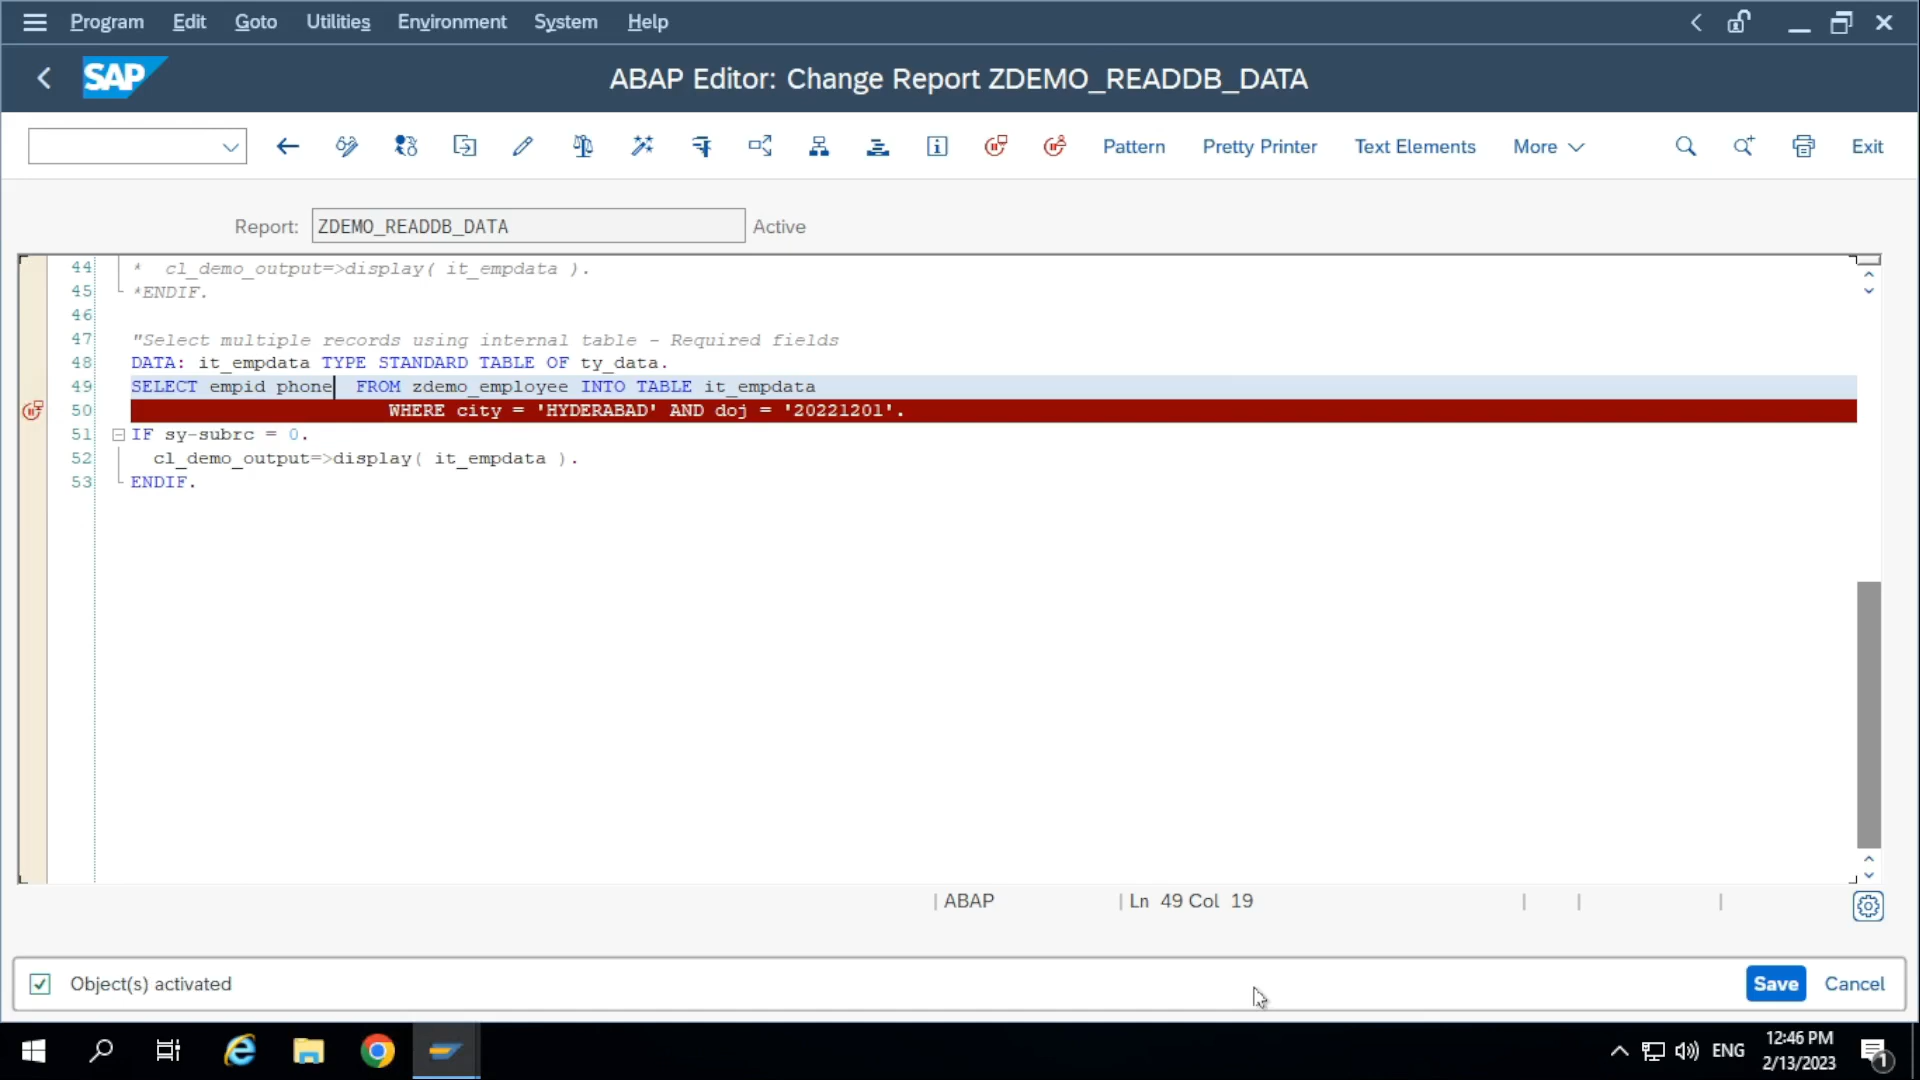 Program Edit Goto Utilities Environment System Help
SAP ABAP Editor: Change Report ZDEMO_READDB_DATA
Pattern Pretty Printer Text Elements More Exit
Report: ZDEMO_READDB_DATA Active
44 * cl_demo_output=>display( it_empdata ).
45 *ENDIF.
46
47 "Select multiple records using internal table - Required fields
48 DATA: it_empdata TYPE STANDARD TABLE OF ty_data.
49 SELECT empid phone FROM zdemo_employee INTO TABLE it_empdata
50 WHERE city = 'HYDERABAD' AND doj = '20221201'.
51 IF sy-subrc = 0.
52 cl_demo_output=>display( it_empdata ).
53 ENDIF.
| ABAP | Ln 49 Col 19 | | |
Object(s) activated Save Cancel
ENG 12:46 PM
2/13/2023 1